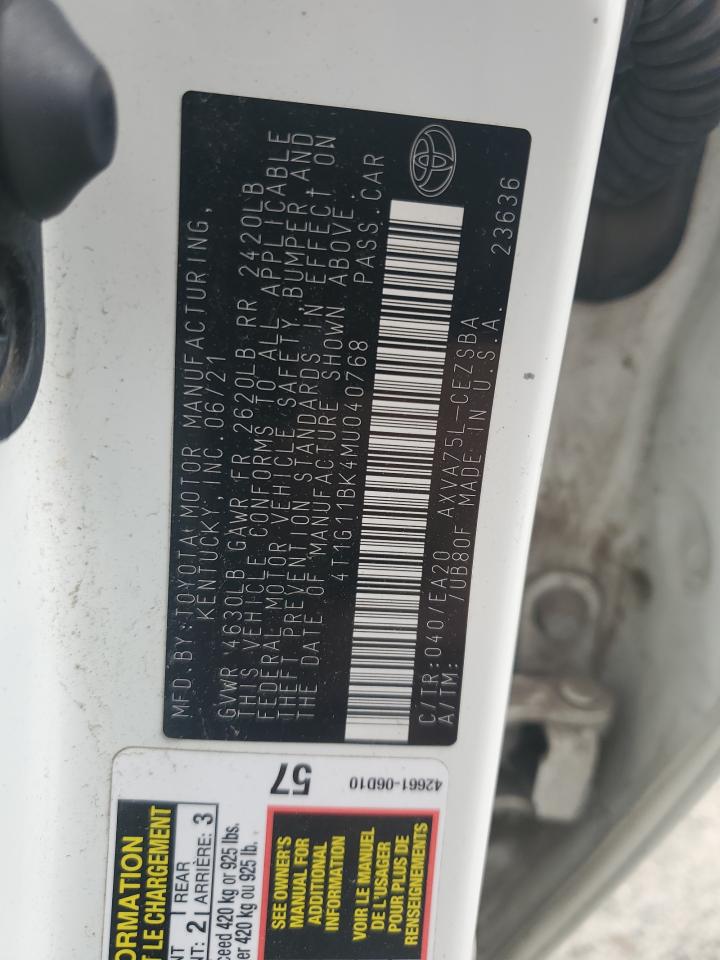 MFD.BY:TOYOTA MOTOR MANUFACTURING,
KENTUCKY, INC.06/21
GVWR 4630LB GAWR FR 2620LB RR 2420LB
THIS VEHICLE CONFORMS TO ALL APPLICABLE
FEDERAL MOTOR VEHICLE SAFETY, BUMPER, AND
THEFT PREVENTION STANDARDS IN EFFECT ON
THE DATE OF MANUFACTURE SHOWN ABOVE.
4T1G11BK4MU040768 PASS.CAR
C/TR:040/EA20 AXVA75L-CEZSBA
A/TM: /UB80F MADE IN U.S.A. 23636
57
42661-06D10
ORMATION
T LE CHARGEMENT
NT REAR 3
NT: 2 ARRIÈRE:
ceed 420 kg or 925 lbs.
er 420 kg ou 925 lb.
SEE OWNER'S
MANUAL FOR
ADDITIONAL
INFORMATION
VOIR LE MANUEL
DE L'USAGER
POUR PLUS DE
RENSEIGNEMENTS